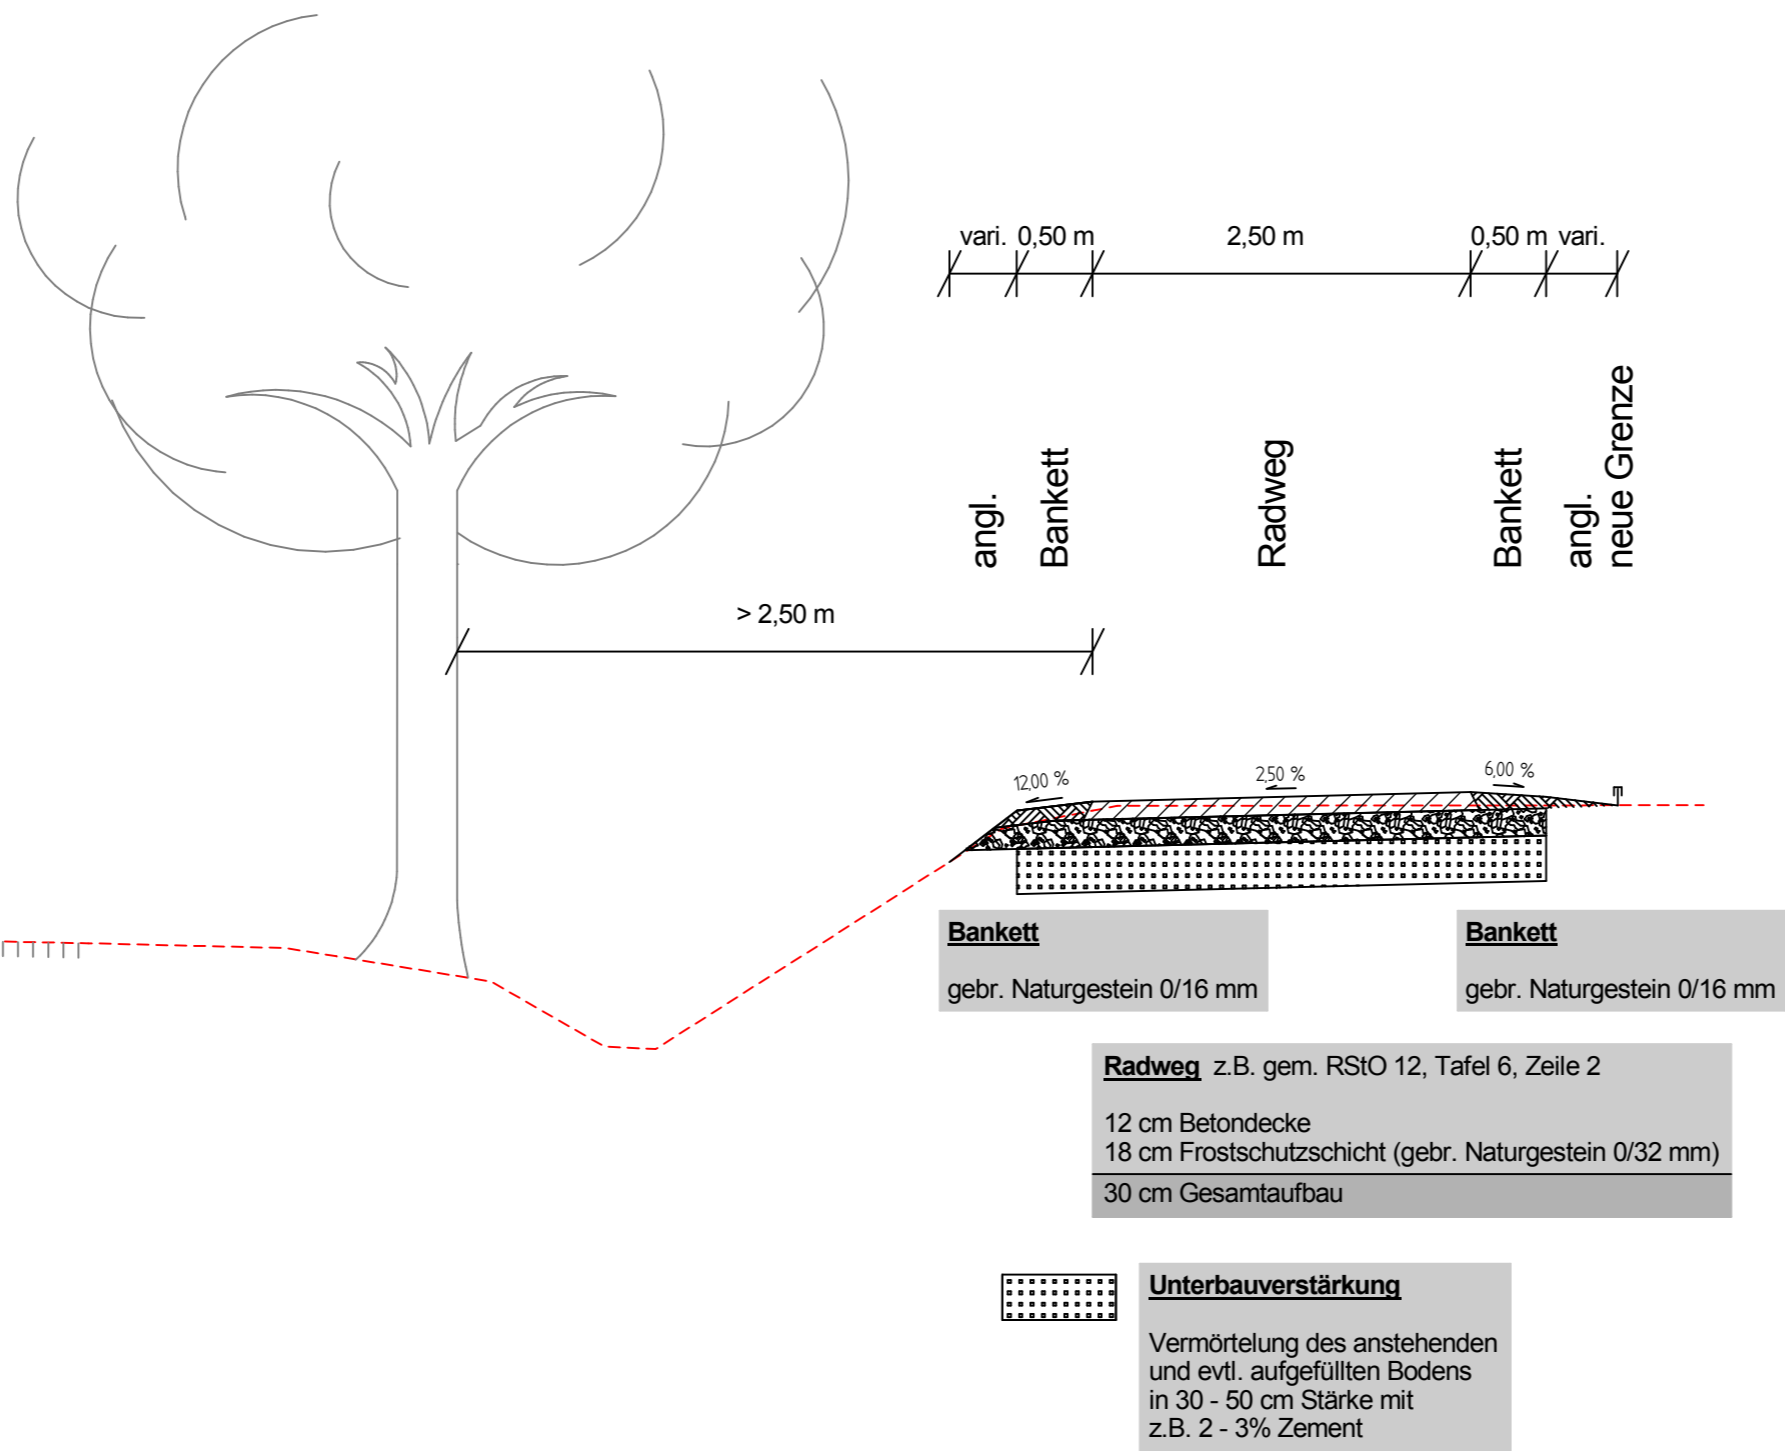 vari. 0,50 m 2,50 m 0,50 m vari.
angl.
Bankett
Radweg
Bankett
angl.
neue Grenze
> 2,50 m
12,00 %
2,50 %
6,00 %
Bankett
gebr. Naturgestein 0/16 mm
Bankett
gebr. Naturgestein 0/16 mm
Radweg z.B. gem. RStO 12, Tafel 6, Zeile 2
12 cm Betondecke
18 cm Frostschutzschicht (gebr. Naturgestein 0/32 mm)
30 cm Gesamtaufbau
Unterbauverstärkung
Vermörtelung des anstehenden
und evtl. aufgefüllten Bodens
in 30 - 50 cm Stärke mit
z.B. 2 - 3% Zement